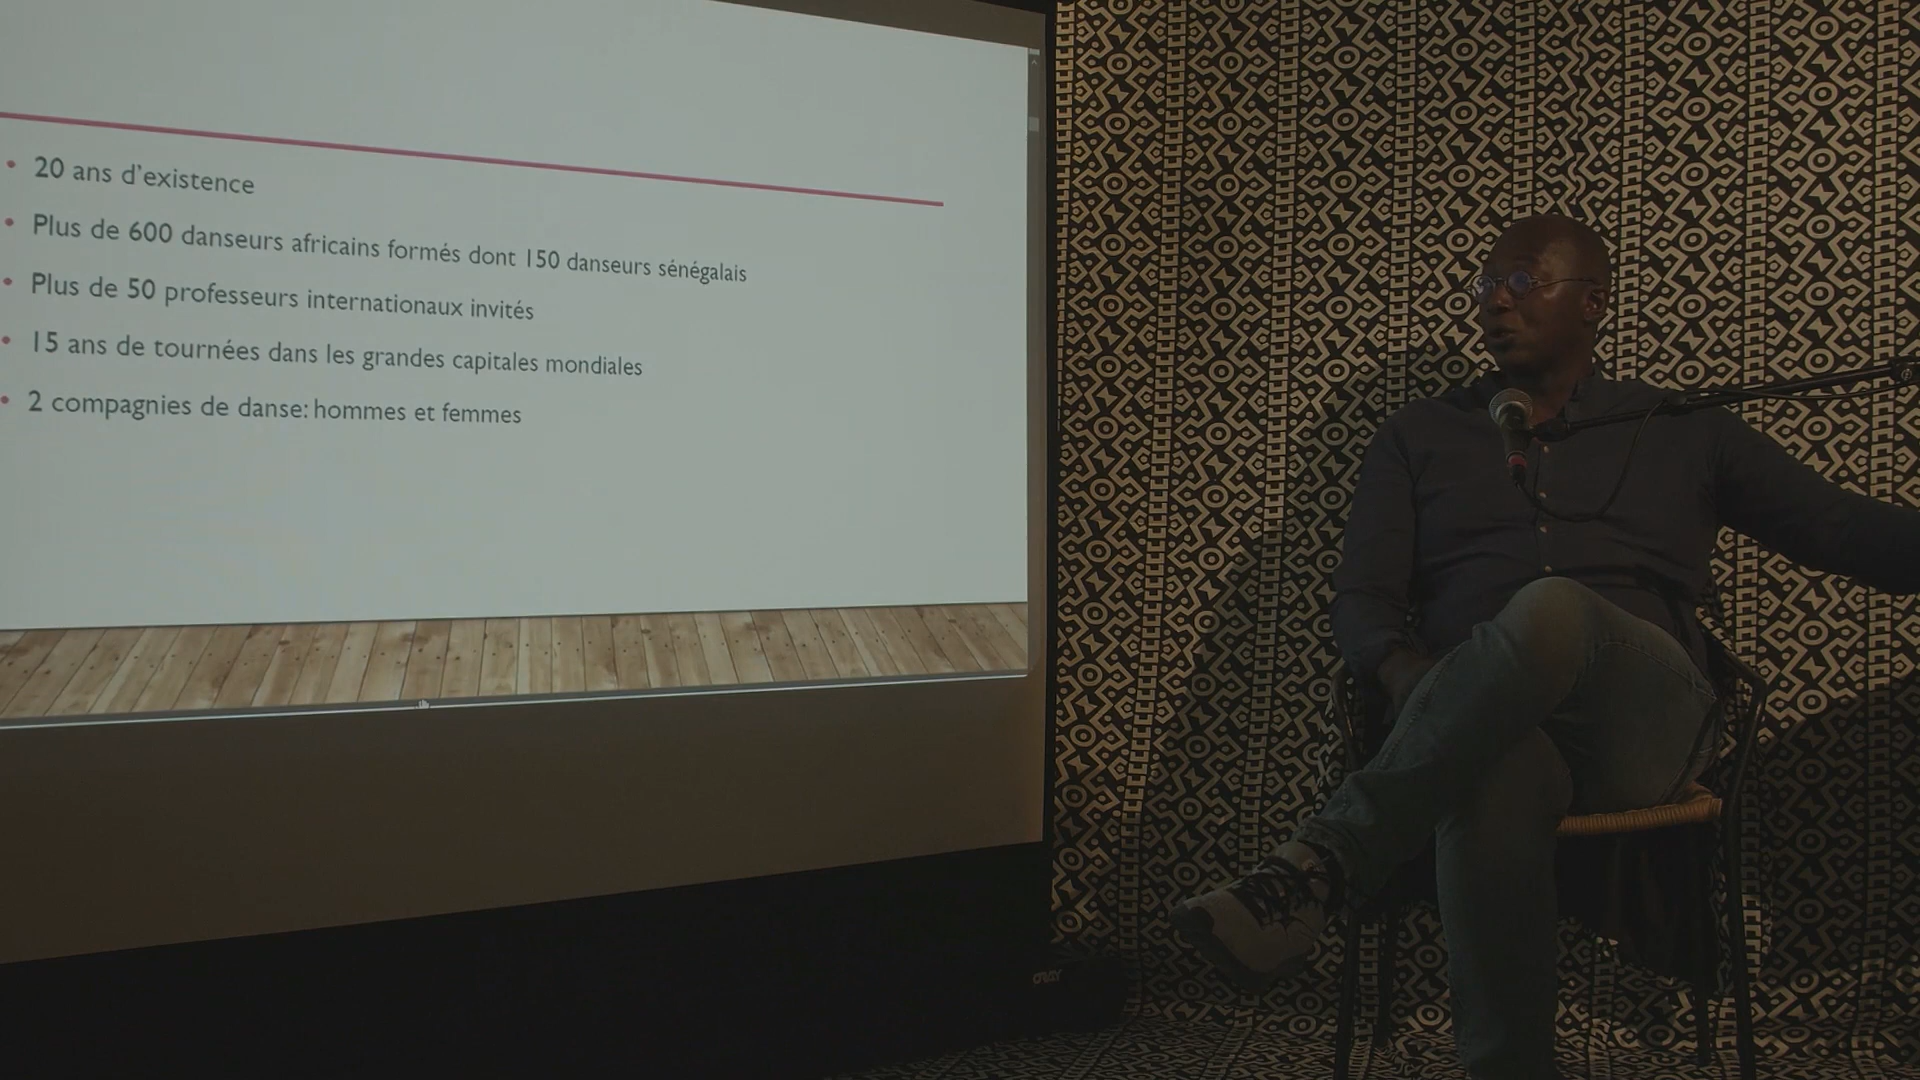 • 20 ans d'existence
• Plus de 600 danseurs africains formés dont 150 danseurs sénégalais
• Plus de 50 professeurs internationaux invités
• 15 ans de tournées dans les grandes capitales mondiales
• 2 compagnies de danse: hommes et femmes